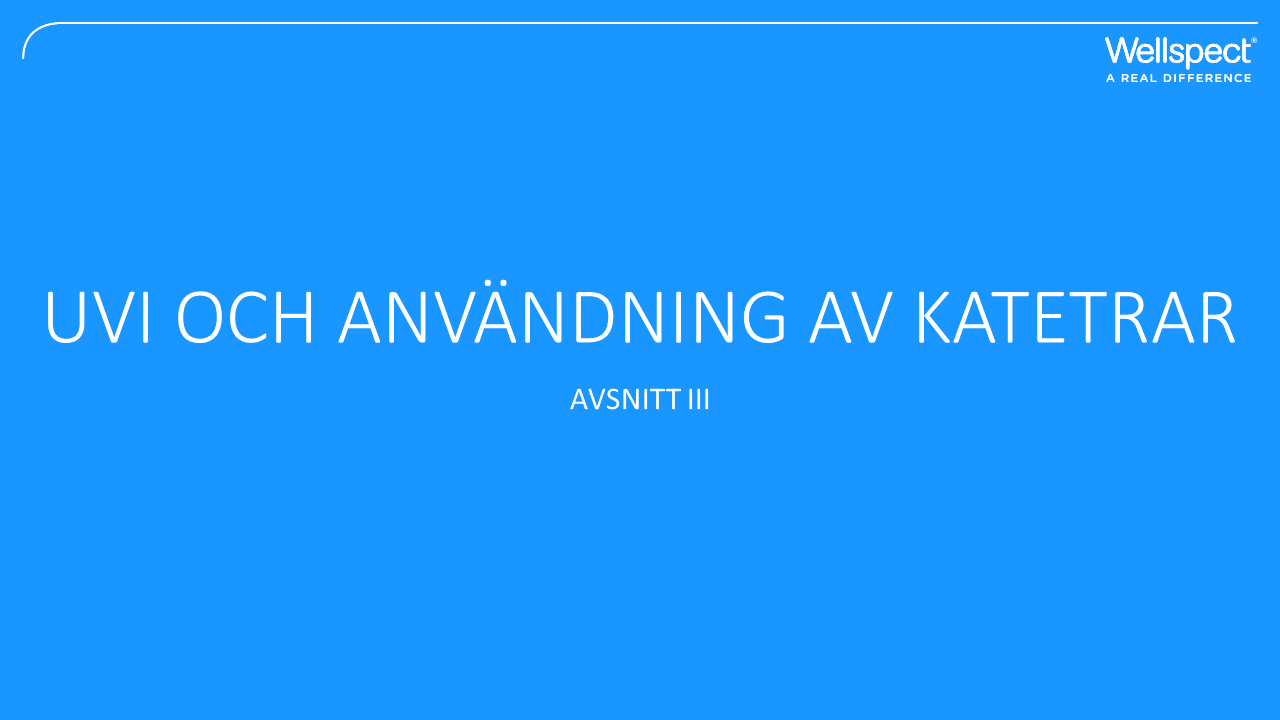 Wellspect®
A REAL DIFFERENCE
UVI OCH ANVÄNDNING AV KATETRAR
AVSNITT III